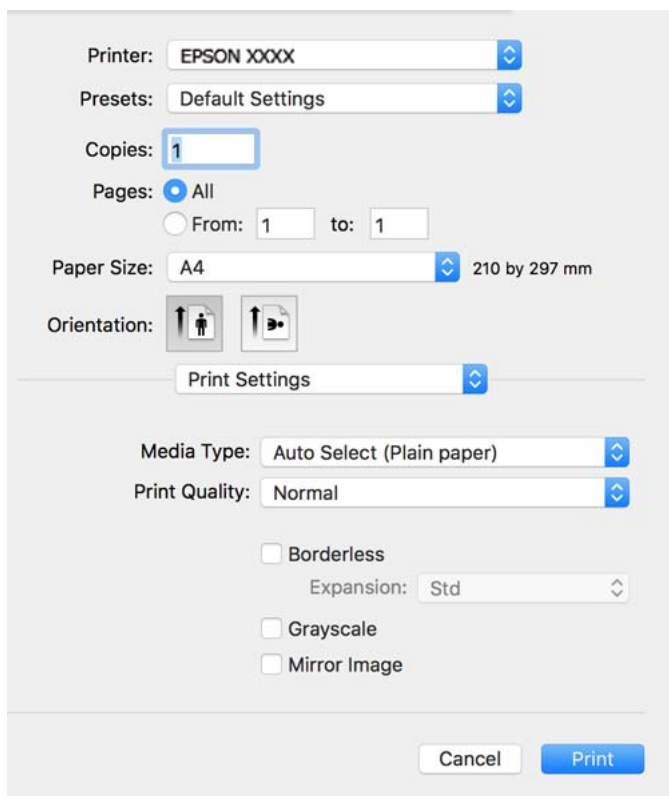 Printer: EPSON XXXX
Presets: Default Settings
Copies: 1
Pages: All
From: 1 to: 1
Paper Size: A4 210 by 297 mm
Orientation:
Print Settings
Media Type: Auto Select (Plain paper)
Print Quality: Normal
Borderless
Expansion: Std
Grayscale
Mirror Image
Cancel Print